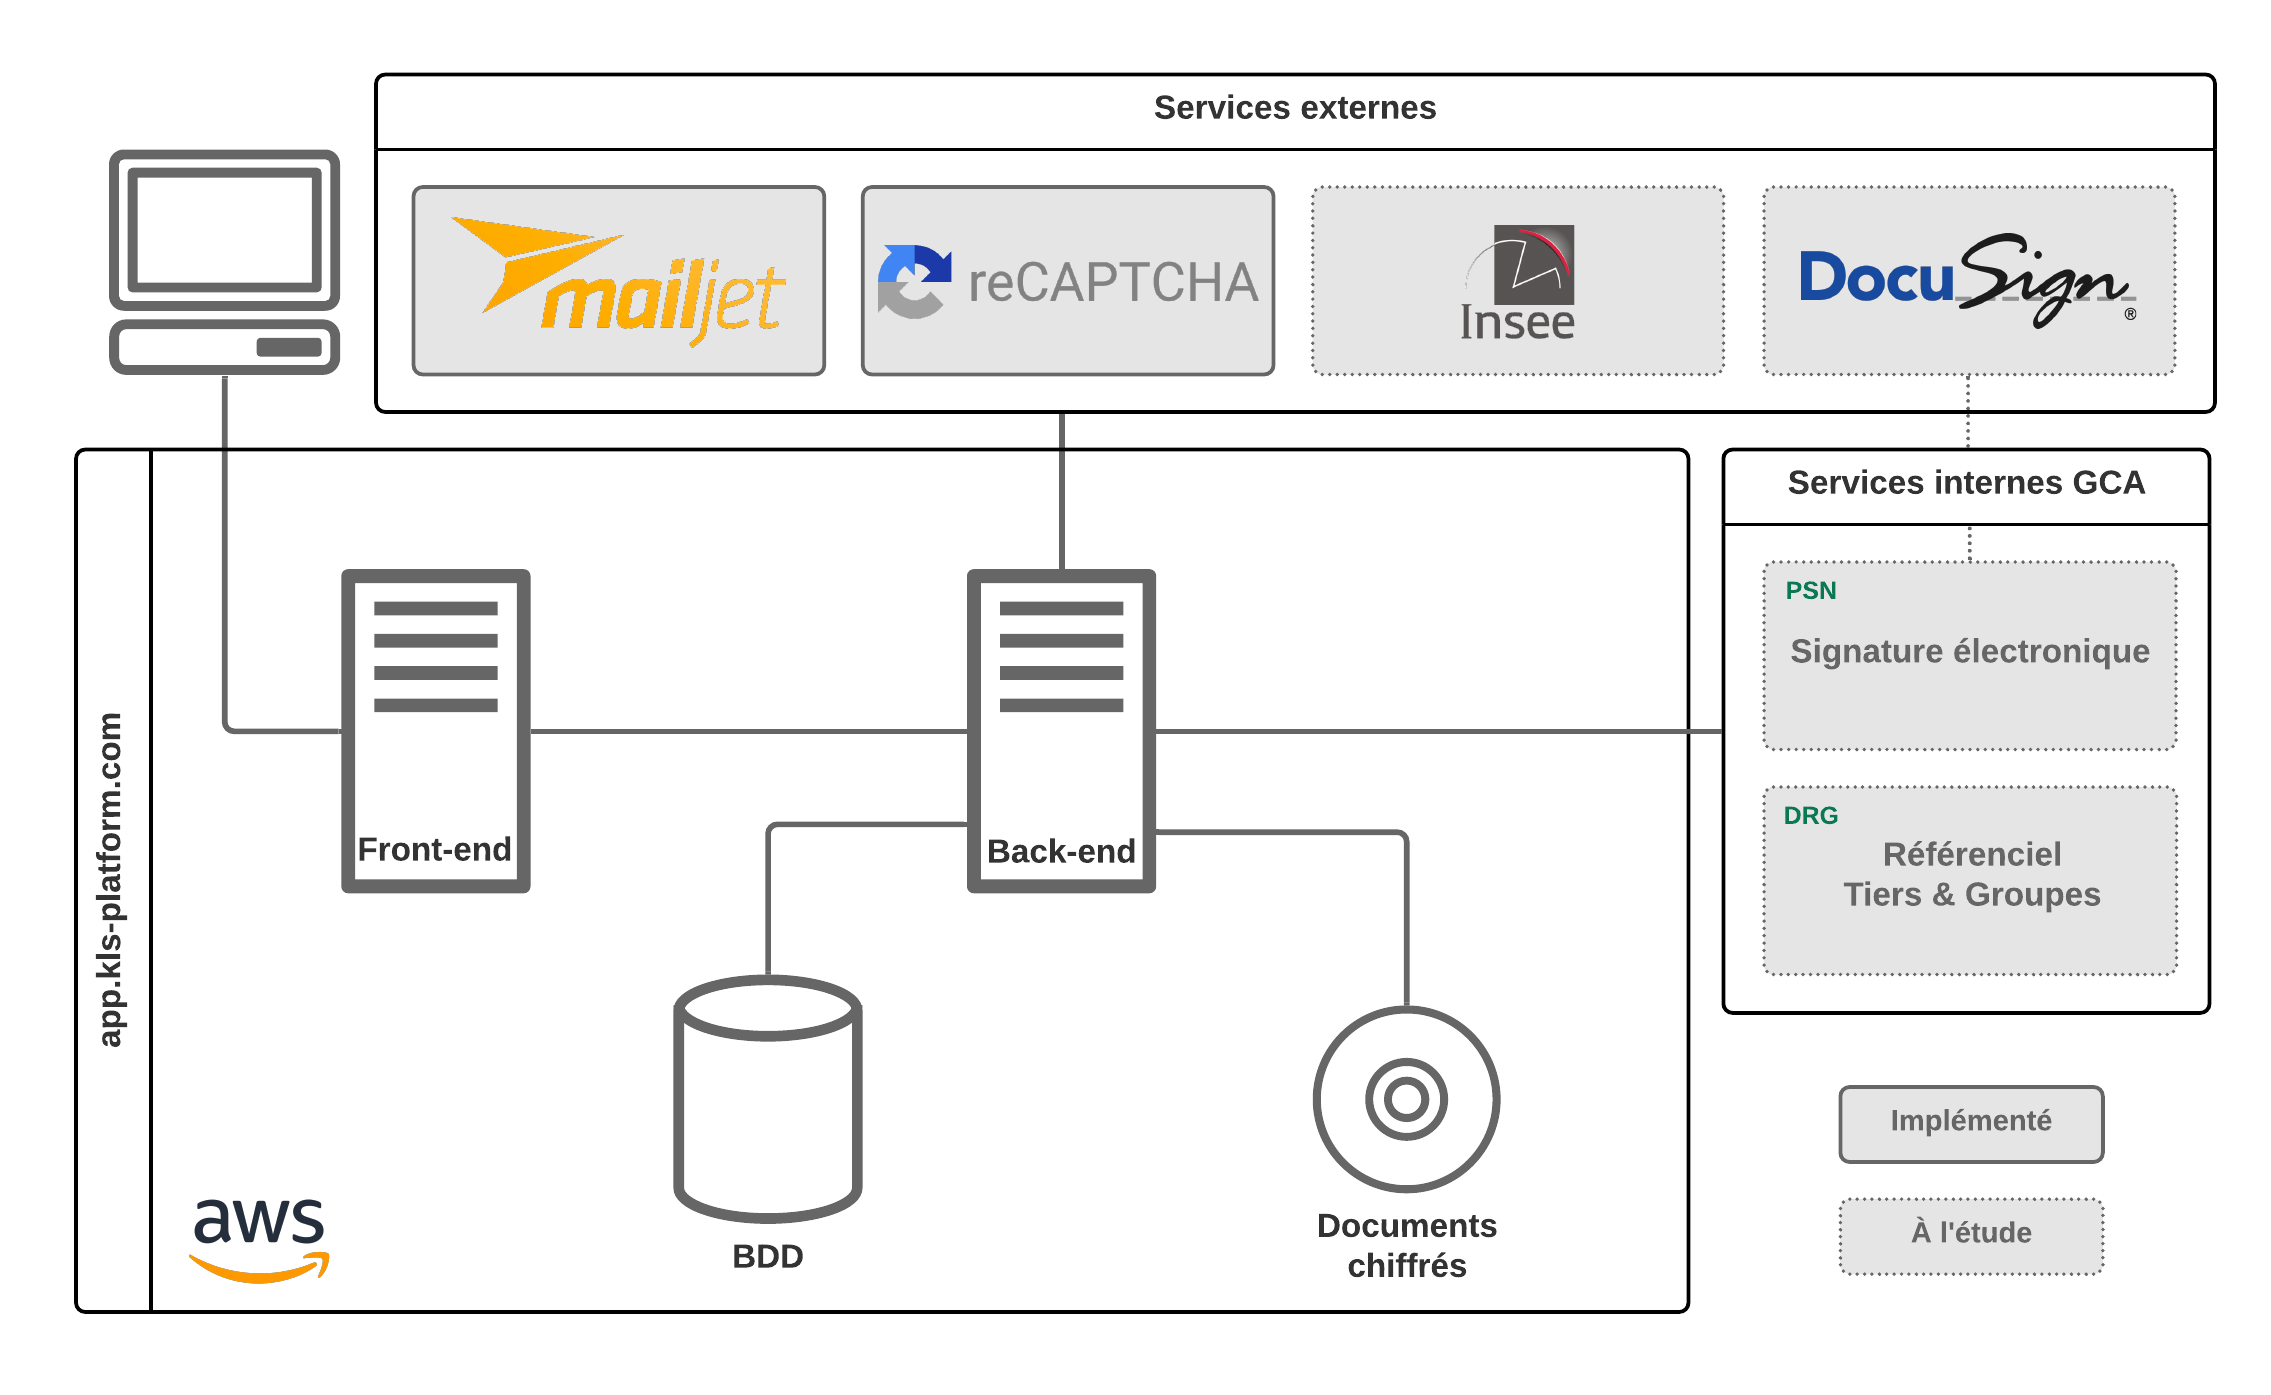 Services externes
mailjet
reCAPTCHA
Insee
DocuSign®
Services internes GCA
PSN
Signature électronique
DRG
Référenciel
Tiers & Groupes
app.kls-platform.com
Front-end
Back-end
BDD
Documents
chiffrés
aws
Implémenté
À l'étude